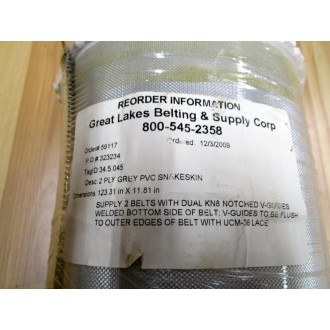 REORDER INFORMATION
Great Lakes Belting & Supply Corp
800-545-2358
Ordered: 12/3/2009
Order# 59117
P.O.# 323234
TagID 34.5.045
Desc: 2 PLY GREY PVC SNAKESKIN
Dimensions: 123.31 in X 11.81 in
SUPPLY 2 BELTS WITH DUAL KN8 NOTCHED V-GUIDES
WELDED BOTTOM SIDE OF BELT; V-GUIDES TO BE FLUSH
TO OUTER EDGES OF BELT WITH UCM-36 LACE